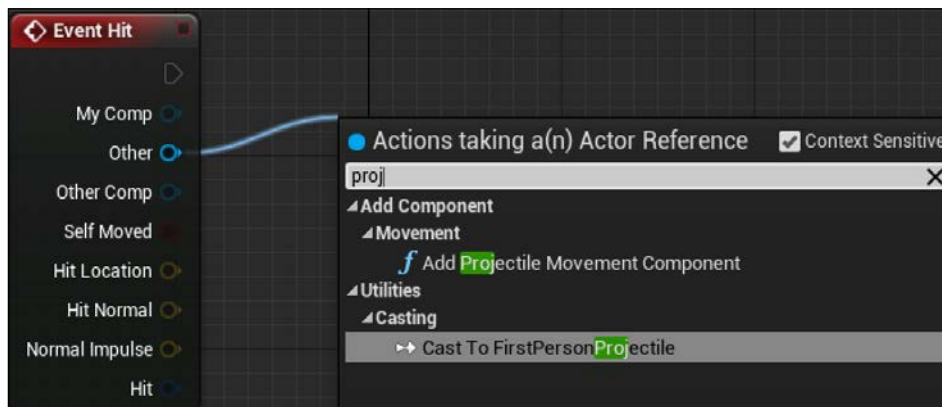 Event Hit
My Comp
Other
Other Comp
Self Moved
Hit Location
Hit Normal
Normal Impulse
Hit
Actions taking a(n) Actor Reference
Context Sensitive
proj
Add Component
Movement
f Add Projectile Movement Component
Utilities
Casting
Cast To FirstPersonProjectile